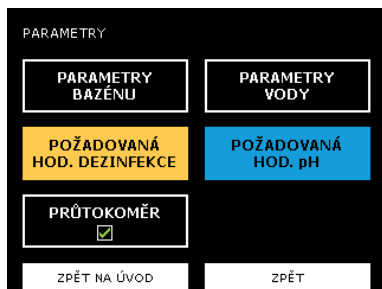 PARAMETRY
PARAMETRY
BAZÉNU
PARAMETRY
VODY
POŽADOVANÁ
HOD. DEZINFEKCE
POŽADOVANÁ
HOD. pH
PRŮTOKOMĚR
ZPĚT NA ÚVOD
ZPĚT